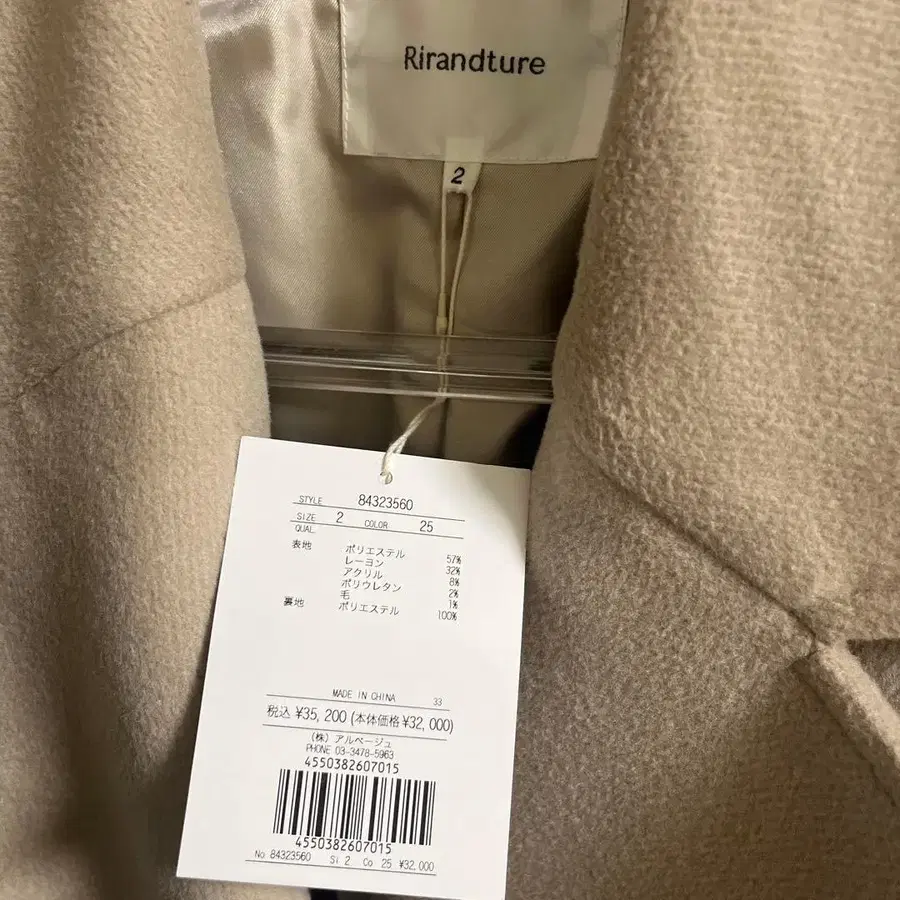 Rirandture
2
STYLE 84323560
SIZE 2 COLOR 25
QUAL.
表地 ポリエステル 57%
レーヨン 32%
アクリル 8%
ポリウレタン 2%
毛 1%
裏地 ポリエステル 100%
MADE IN CHINA 33
税込 ¥35,200 (本体価格¥32,000)
(株) アルページュ
PHONE 03-3478-5963
4550382607015
4550382607015
No 84323560 Si 2 Co 25 ¥32,000